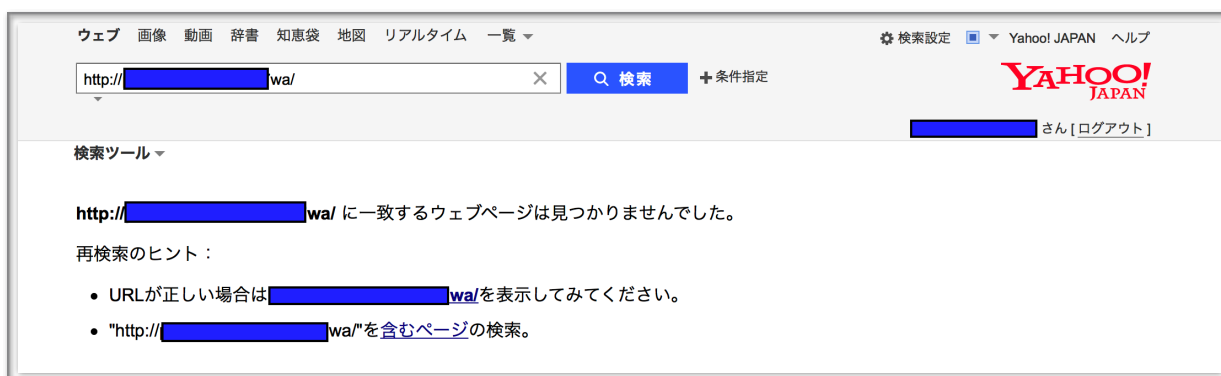 ウェブ 画像 動画 辞書 知恵袋 地図 リアルタイム 一覧 検索設定 Yahoo! JAPAN ヘルプ
http:// wa/ 検索 条件指定 YAHOO! JAPAN
さん [ ログアウト ]
検索ツール
http:// wa/ に一致するウェブページは見つかりませんでした。
再検索のヒント：
• URLが正しい場合は wa/を表示してみてください。
• "http:// wa/"を含むページの検索。